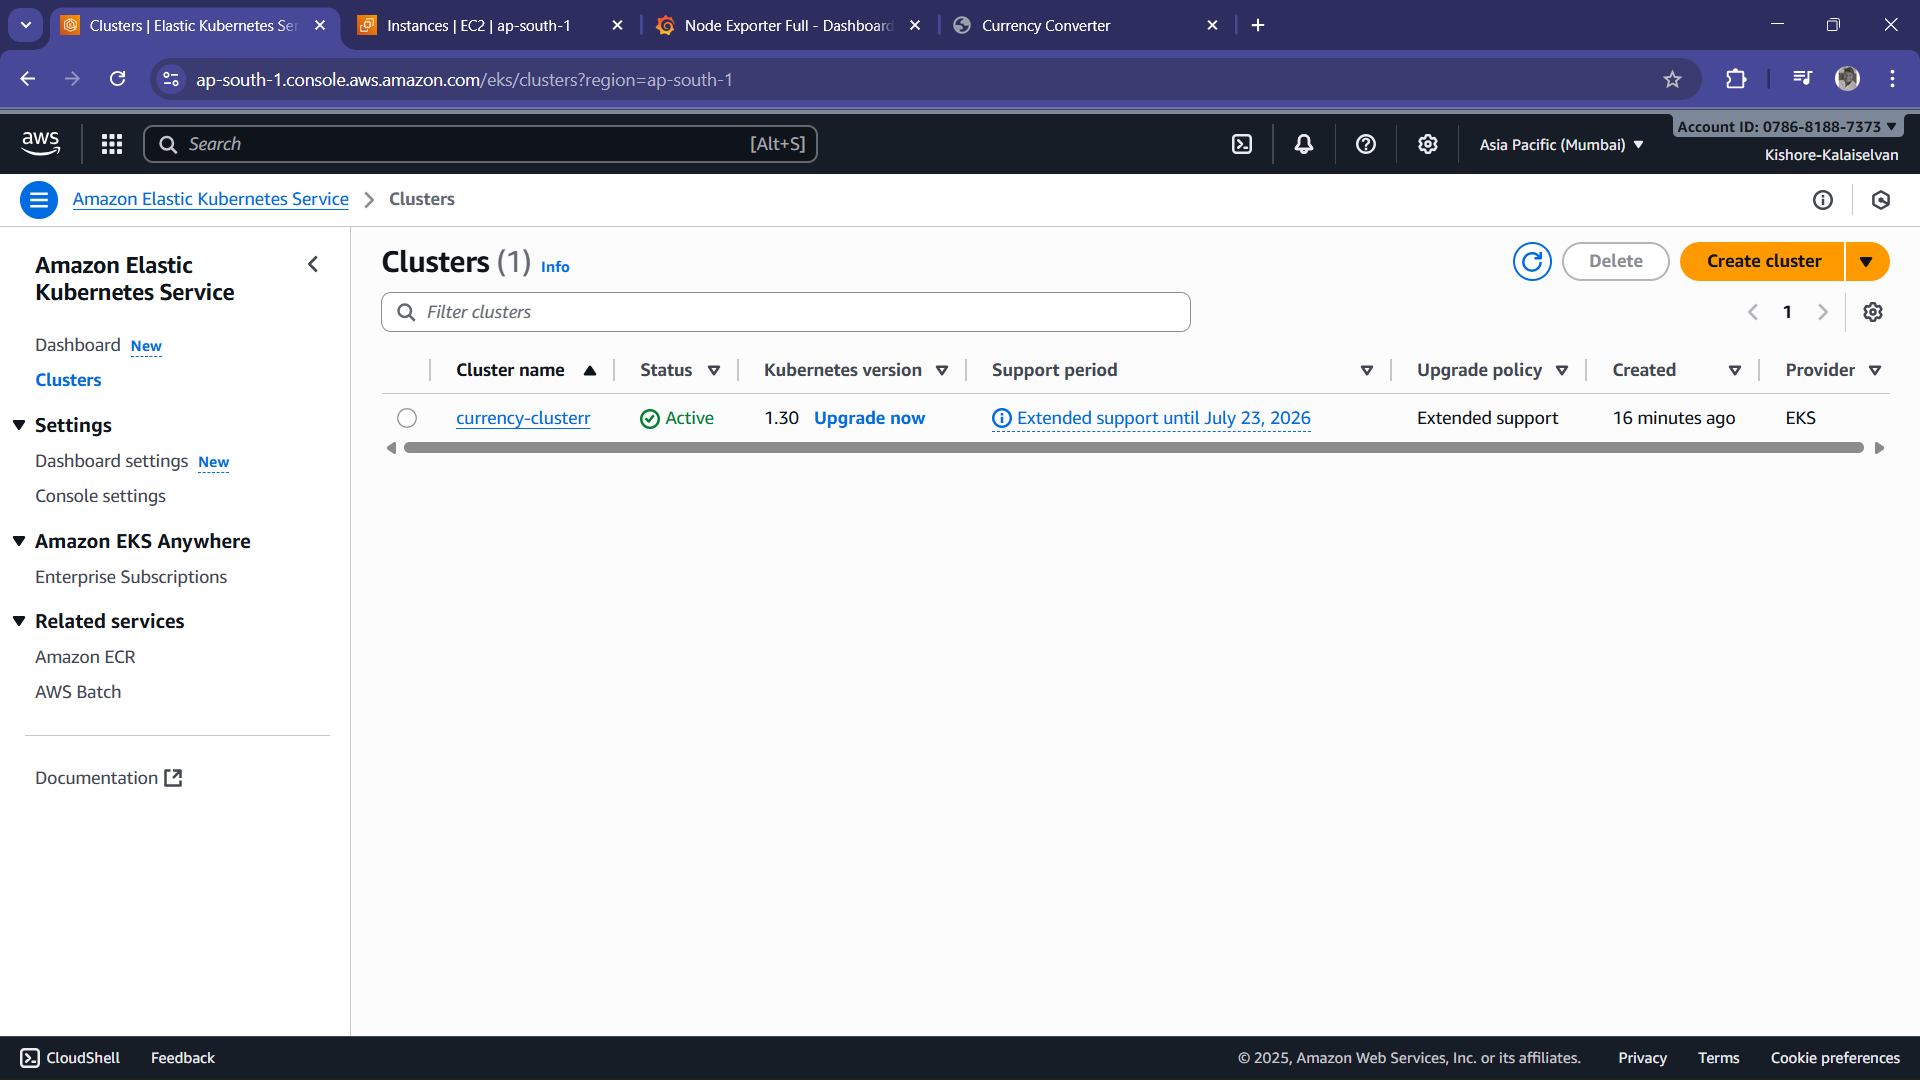 Clusters | Elastic Kubernetes Ser
Instances | EC2 | ap-south-1
Node Exporter Full - Dashboard
Currency Converter
ap-south-1.console.aws.amazon.com/eks/clusters?region=ap-south-1
aws
Search
[Alt+S]
Asia Pacific (Mumbai)
Account ID: 0786-8188-7373
Kishore-Kalaiselvan
Amazon Elastic Kubernetes Service
Clusters
Amazon Elastic
Kubernetes Service
Dashboard New
Clusters
Settings
Dashboard settings New
Console settings
Amazon EKS Anywhere
Enterprise Subscriptions
Related services
Amazon ECR
AWS Batch
Documentation
Clusters (1) Info
Delete
Create cluster
Filter clusters
1
Cluster name
Status
Kubernetes version
Support period
Upgrade policy
Created
Provider
currency-clusterr
Active
1.30 Upgrade now
Extended support until July 23, 2026
Extended support
16 minutes ago
EKS
CloudShell
Feedback
© 2025, Amazon Web Services, Inc. or its affiliates.
Privacy
Terms
Cookie preferences